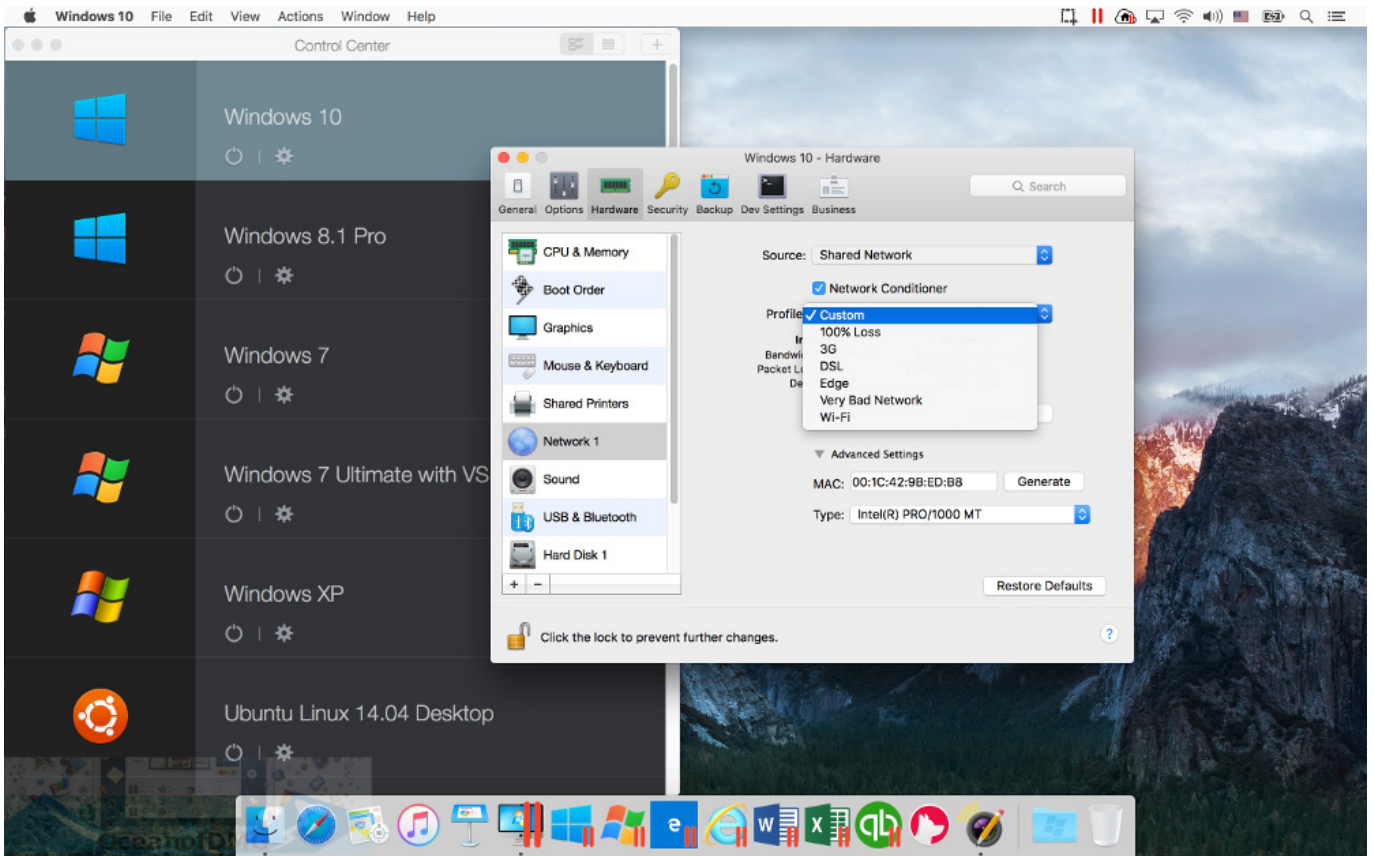 Windows 10 File Edit View Actions Window Help
Control Center
Windows 10
Windows 8.1 Pro
Windows 7
Windows 7 Ultimate with VS
Windows XP
Ubuntu Linux 14.04 Desktop
Windows 10 - Hardware
General Options Hardware Security Backup Dev Settings Business
Search
CPU & Memory
Boot Order
Graphics
Mouse & Keyboard
Shared Printers
Network 1
Sound
USB & Bluetooth
Hard Disk 1
+ −
Source: Shared Network
Network Conditioner
Profile
Custom
100% Loss
3G
DSL
Edge
Very Bad Network
Wi-Fi
Advanced Settings
MAC: 00:1C:42:9B:ED:B8 Generate
Type: Intel(R) PRO/1000 MT
Restore Defaults
Click the lock to prevent further changes.
?